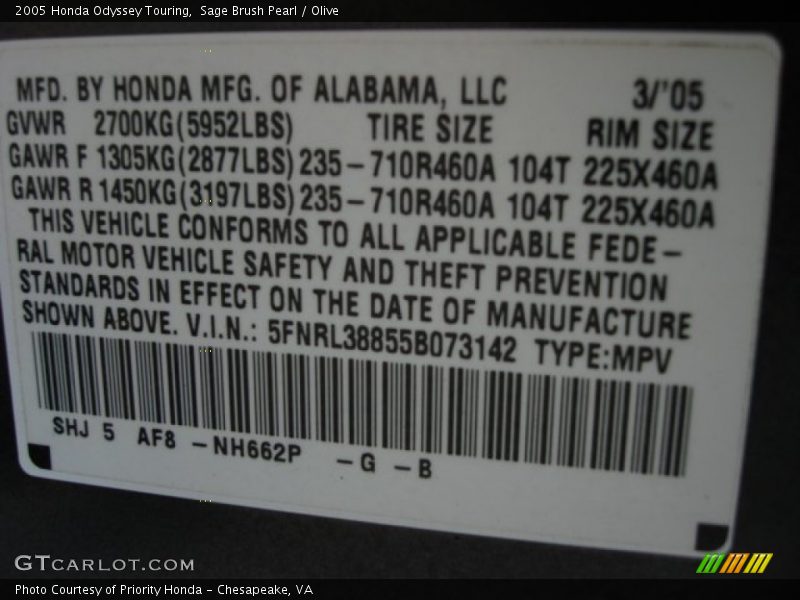 2005 Honda Odyssey Touring,  Sage Brush Pearl / Olive
MFD. BY HONDA MFG. OF ALABAMA, LLC 3/'05
GVWR 2700KG(5952LBS) TIRE SIZE RIM SIZE
GAWR F 1305KG(2877LBS) 235-710R460A 104T 225X460A
GAWR R 1450KG(3197LBS) 235-710R460A 104T 225X460A
THIS VEHICLE CONFORMS TO ALL APPLICABLE FEDE-
RAL MOTOR VEHICLE SAFETY AND THEFT PREVENTION
STANDARDS IN EFFECT ON THE DATE OF MANUFACTURE
SHOWN ABOVE. V.I.N.: 5FNRL38855B073142 TYPE:MPV
SHJ 5 AF8 -NH662P -G -B
GTCARLOT.COM
Photo Courtesy of Priority Honda - Chesapeake, VA